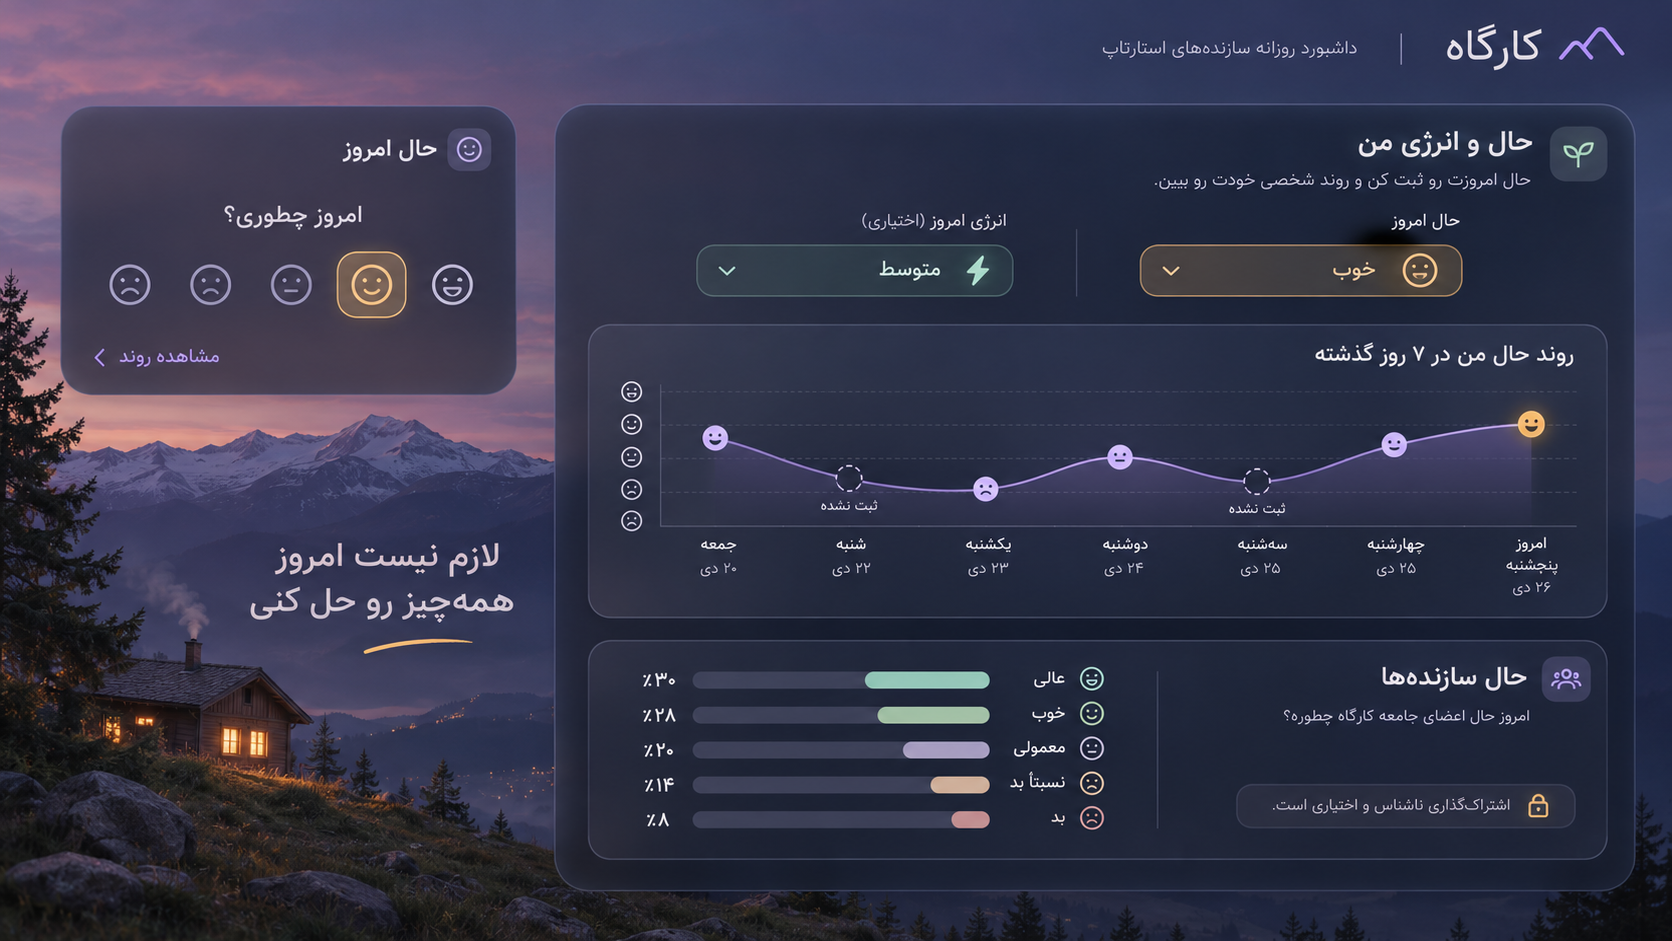 کارگاه
داشبورد روزانه سازنده‌های استارتاپ
حال و انرژی من
حال امروزت رو ثبت کن و روند شخصی خودت رو ببین.
حال امروز
خوب
انرژی امروز (اختیاری)
متوسط
روند حال من در ۷ روز گذشته
ثبت نشده
ثبت نشده
امروز
پنجشنبه
۲۶ دی
چهارشنبه
۲۵ دی
سه‌شنبه
۲۵ دی
دوشنبه
۲۴ دی
یکشنبه
۲۳ دی
شنبه
۲۲ دی
جمعه
۲۰ دی
حال سازنده‌ها
امروز حال اعضای جامعه کارگاه چطوره؟
اشتراک‌گذاری ناشناس و اختیاری است.
عالی ٪۳۰
خوب ٪۲۸
معمولی ٪۲۰
نسبتاً بد ٪۱۴
بد ٪۸
حال امروز
امروز چطوری؟
مشاهده روند
لازم نیست امروز
همه‌چیز رو حل کنی